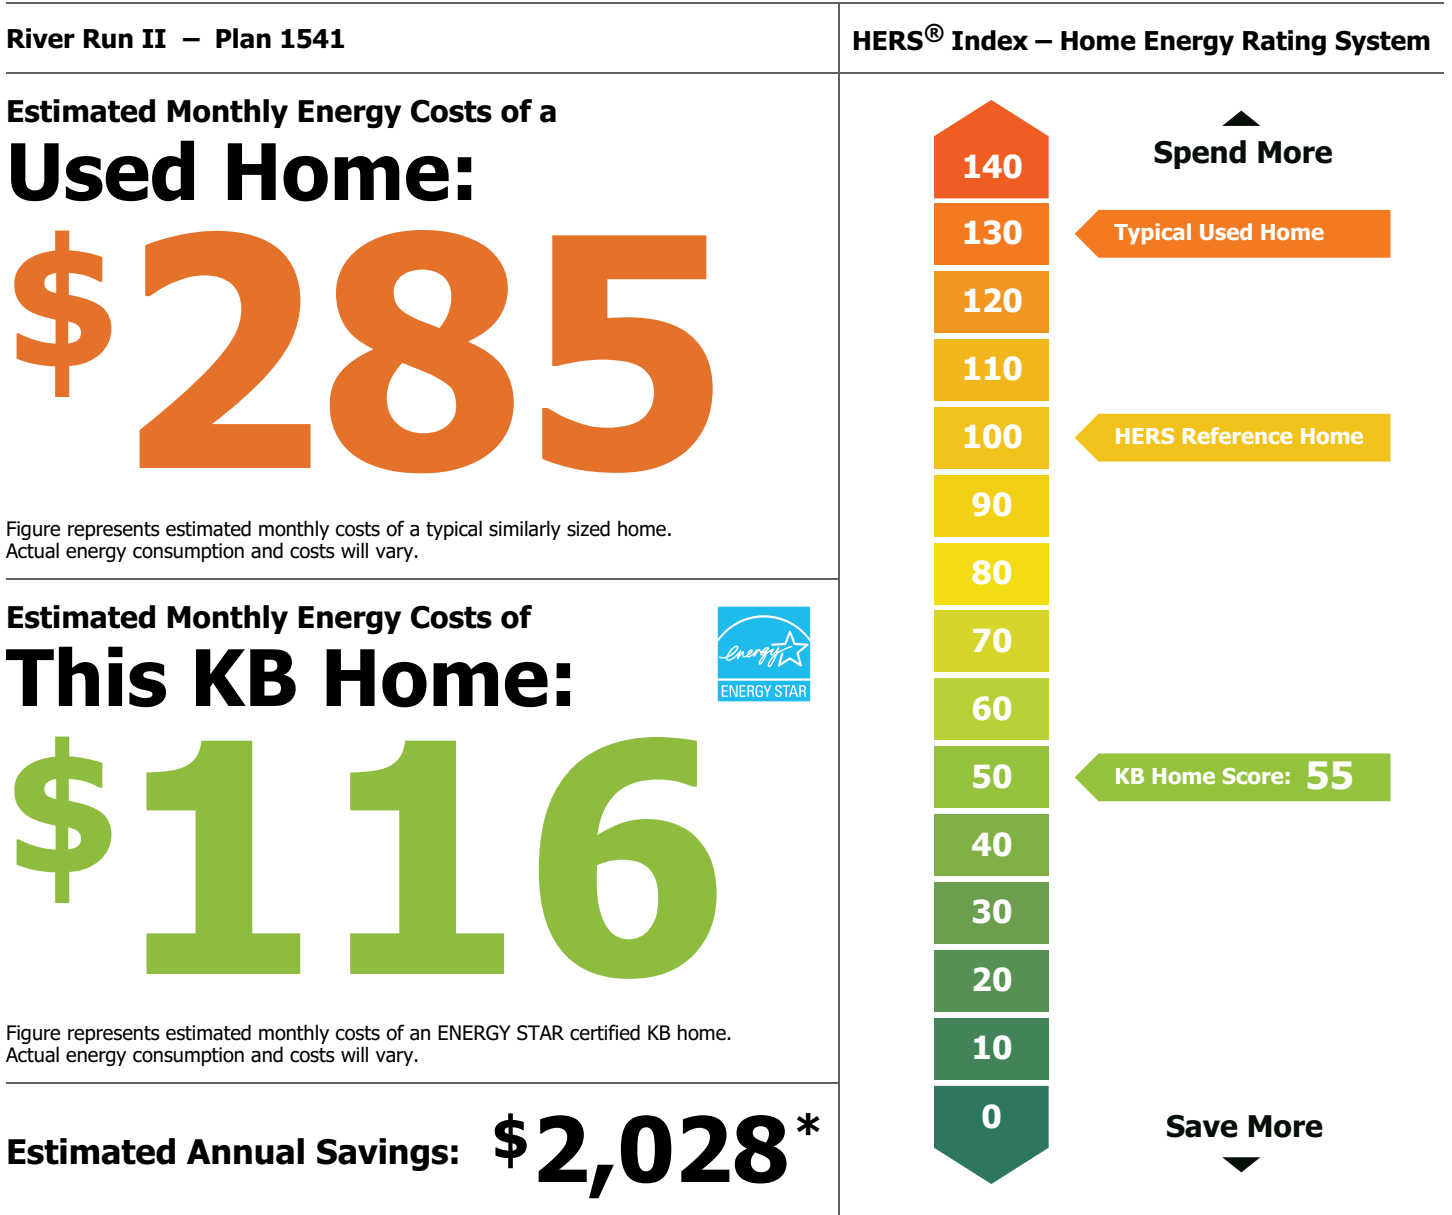 River Run II – Plan 1541
Estimated Monthly Energy Costs of a
Used Home:
$285
Figure represents estimated monthly costs of a typical similarly sized home.
Actual energy consumption and costs will vary.
Estimated Monthly Energy Costs of
This KB Home:
energy
ENERGY STAR
$116
Figure represents estimated monthly costs of an ENERGY STAR certified KB home.
Actual energy consumption and costs will vary.
Estimated Annual Savings: $2,028*
HERS® Index – Home Energy Rating System
Spend More
140
130 Typical Used Home
120
110
100 HERS Reference Home
90
80
70
60
50 KB Home Score: 55
40
30
20
10
0
Save More